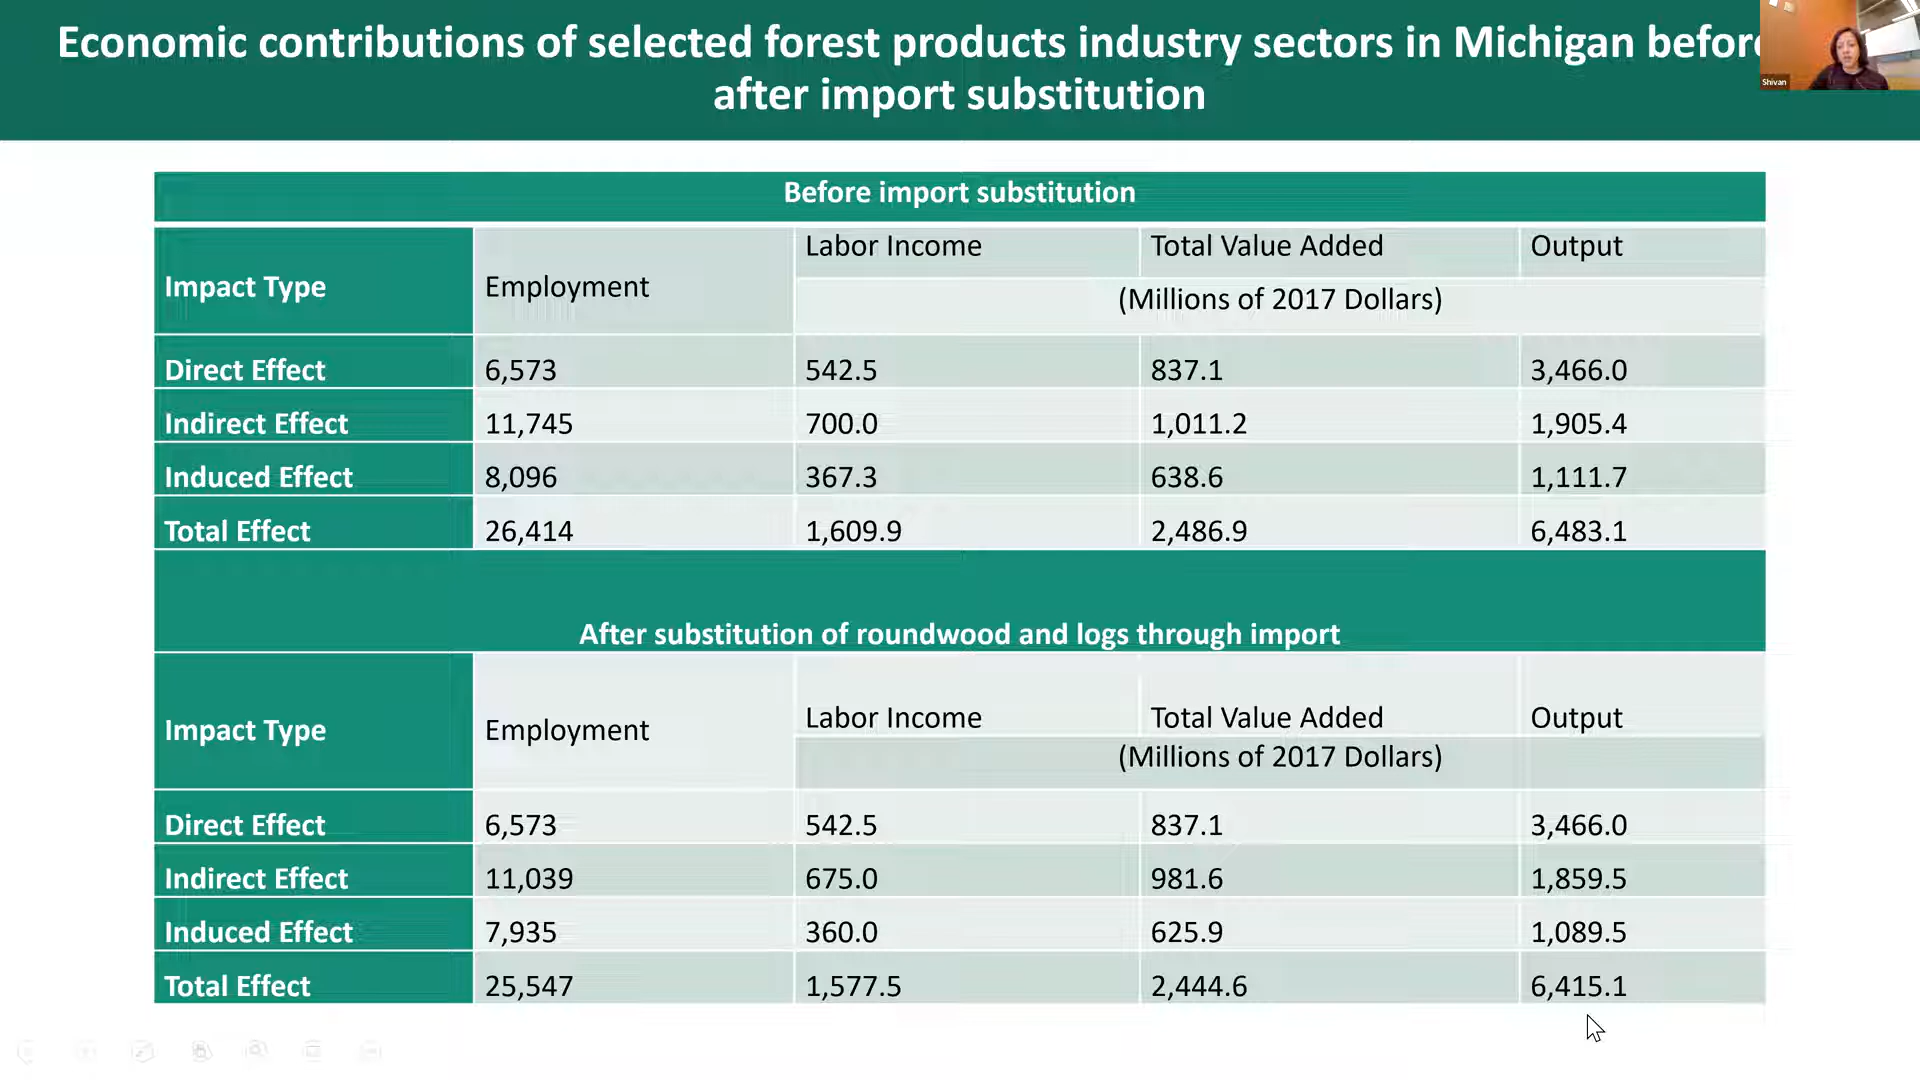 Economic contributions of selected forest products industry sectors in Michigan before
after import substitution
Shivan
Before import substitution
Impact Type Employment Labor Income Total Value Added Output
(Millions of 2017 Dollars)
Direct Effect 6,573 542.5 837.1 3,466.0
Indirect Effect 11,745 700.0 1,011.2 1,905.4
Induced Effect 8,096 367.3 638.6 1,111.7
Total Effect 26,414 1,609.9 2,486.9 6,483.1
After substitution of roundwood and logs through import
Impact Type Employment Labor Income Total Value Added Output
(Millions of 2017 Dollars)
Direct Effect 6,573 542.5 837.1 3,466.0
Indirect Effect 11,039 675.0 981.6 1,859.5
Induced Effect 7,935 360.0 625.9 1,089.5
Total Effect 25,547 1,577.5 2,444.6 6,415.1